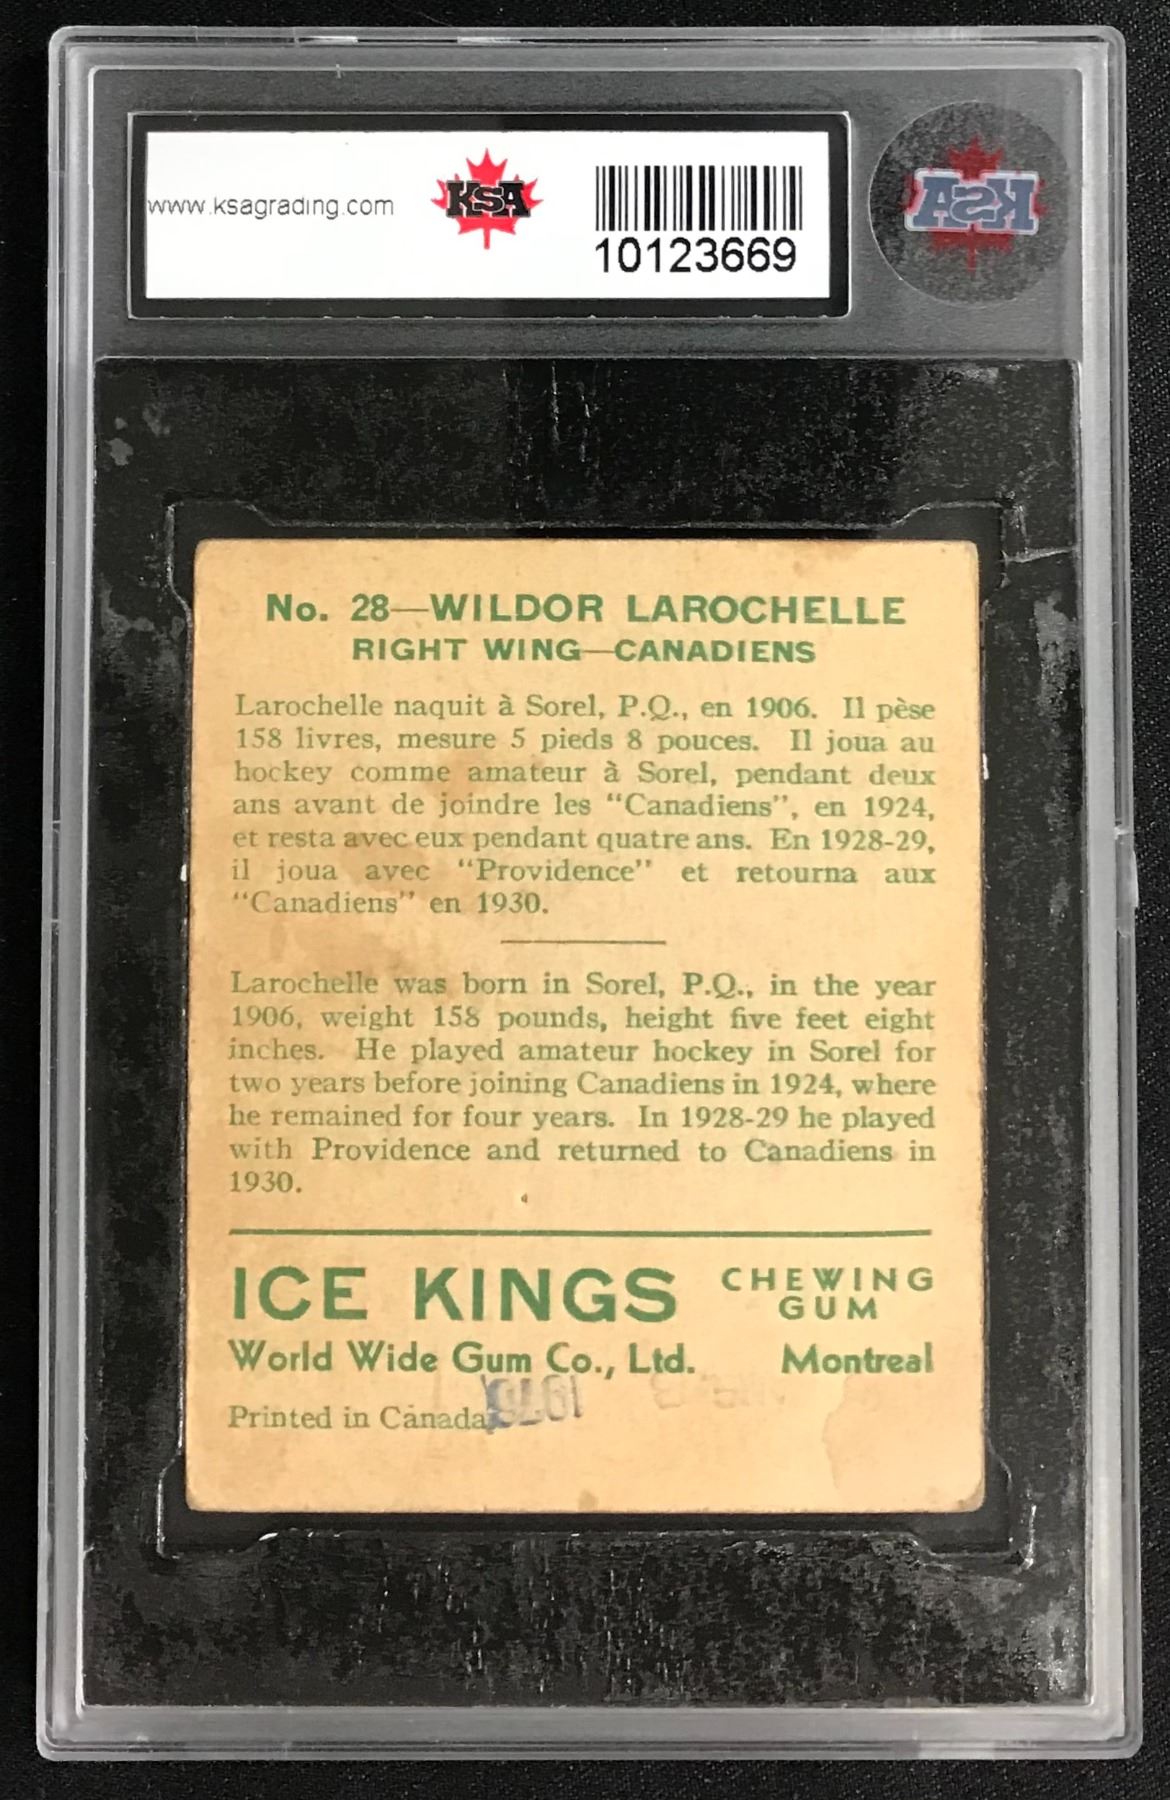 www.ksagrading.com
KSA
10123669
KSA
No. 28—WILDOR LAROCHELLE
RIGHT WING—CANADIENS
Larochelle naquit à Sorel, P.Q., en 1906. Il pèse
158 livres, mesure 5 pieds 8 pouces. Il joua au
hockey comme amateur à Sorel, pendant deux
ans avant de joindre les "Canadiens", en 1924,
et resta avec eux pendant quatre ans. En 1928-29,
il joua avec "Providence" et retourna aux
"Canadiens" en 1930.
Larochelle was born in Sorel, P.Q., in the year
1906, weight 158 pounds, height five feet eight
inches. He played amateur hockey in Sorel for
two years before joining Canadiens in 1924, where
he remained for four years. In 1928-29 he played
with Providence and returned to Canadiens in
1930.
ICE KINGS CHEWING
GUM
World Wide Gum Co., Ltd. Montreal
Printed in Canada